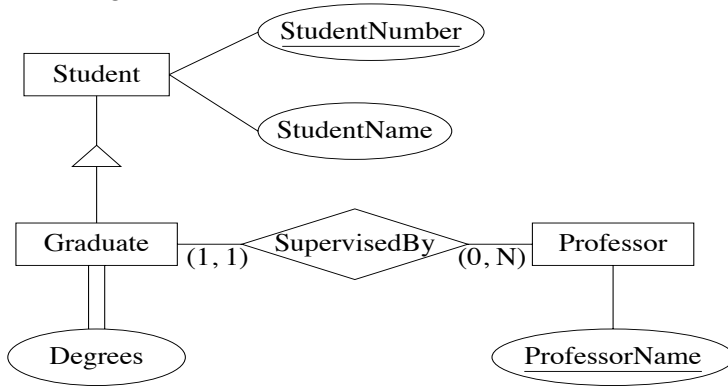 StudentNumber
Student
StudentName
Graduate
SupervisedBy
Professor
(1, 1)
(0, N)
Degrees
ProfessorName